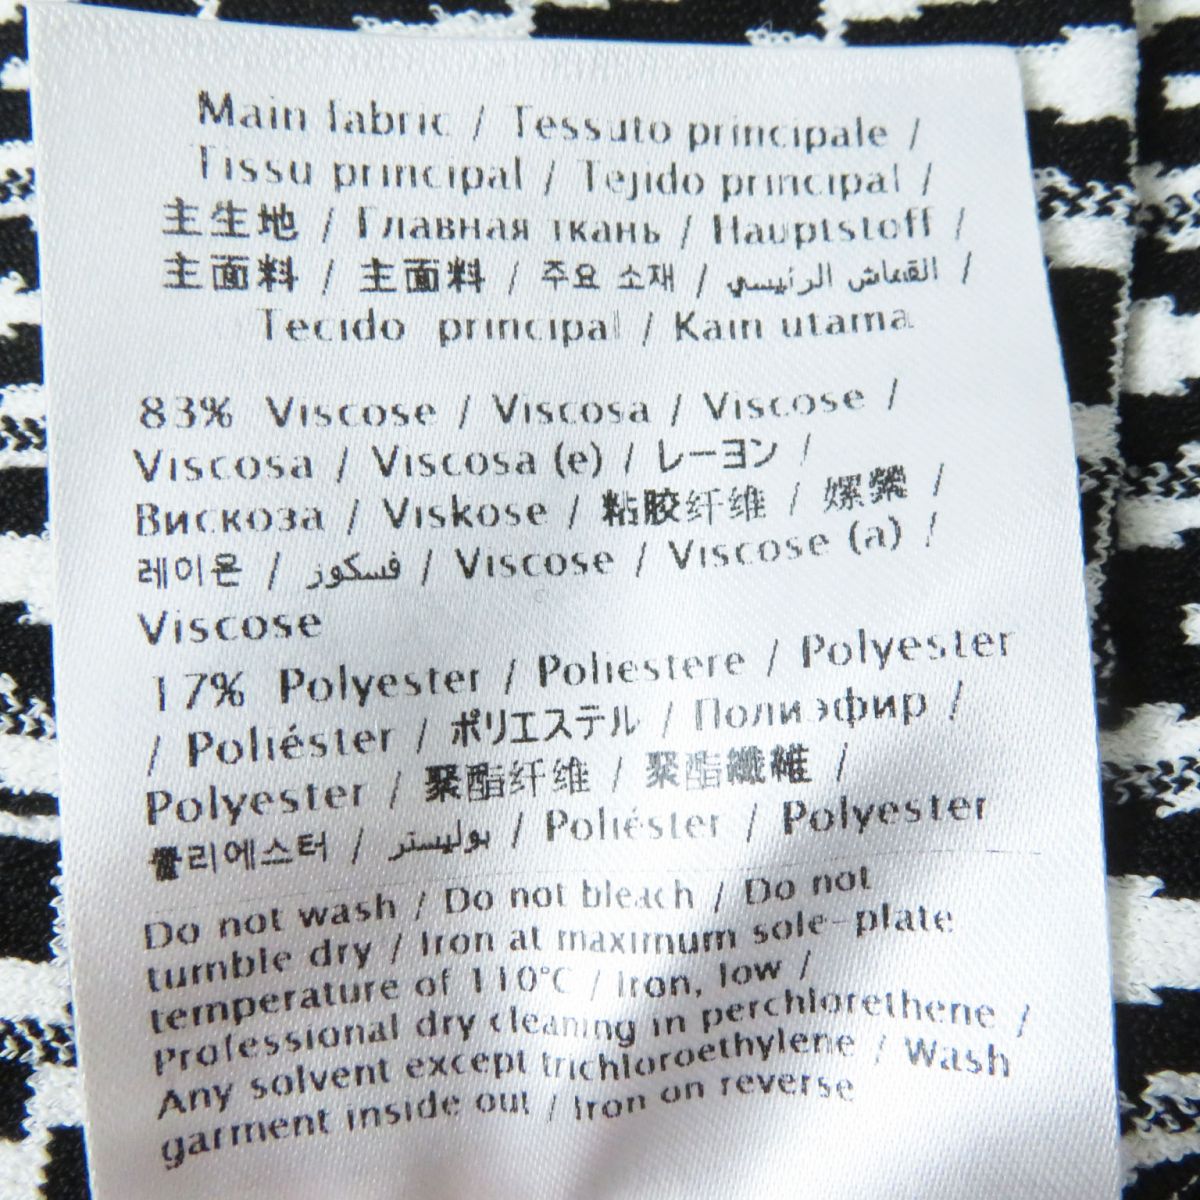 Main fabric / Tessuto principale /
Tissu principal / Tejido principal /
主生地 / Главная ткань / Hauptstoff /
主面料 / 主面料 / 주요 소재 / القماش الرئيسي /
Tecido principal / Kain utama
83% Viscose / Viscosa / Viscose /
Viscosa / Viscosa (e) / レーヨン /
Вискоза / Viskose / 粘胶纤维 / 嫘縈 /
레이온 / فسكوز / Viscose / Viscose (a) /
Viscose
17% Polyester / Poliestere / Polyester
/ Poliéster / ポリエステル / Полиэфир /
Polyester / 聚酯纤维 / 聚酯纖維 /
폴리에스터 / بوليستر / Poliéster / Polyester
Do not wash / Do not bleach / Do not
tumble dry / Iron at maximum sole-plate
temperature of 110°C / Iron, low /
Professional dry cleaning in perchlorethene /
Any solvent except trichloroethylene / Wash
garment inside out / Iron on reverse